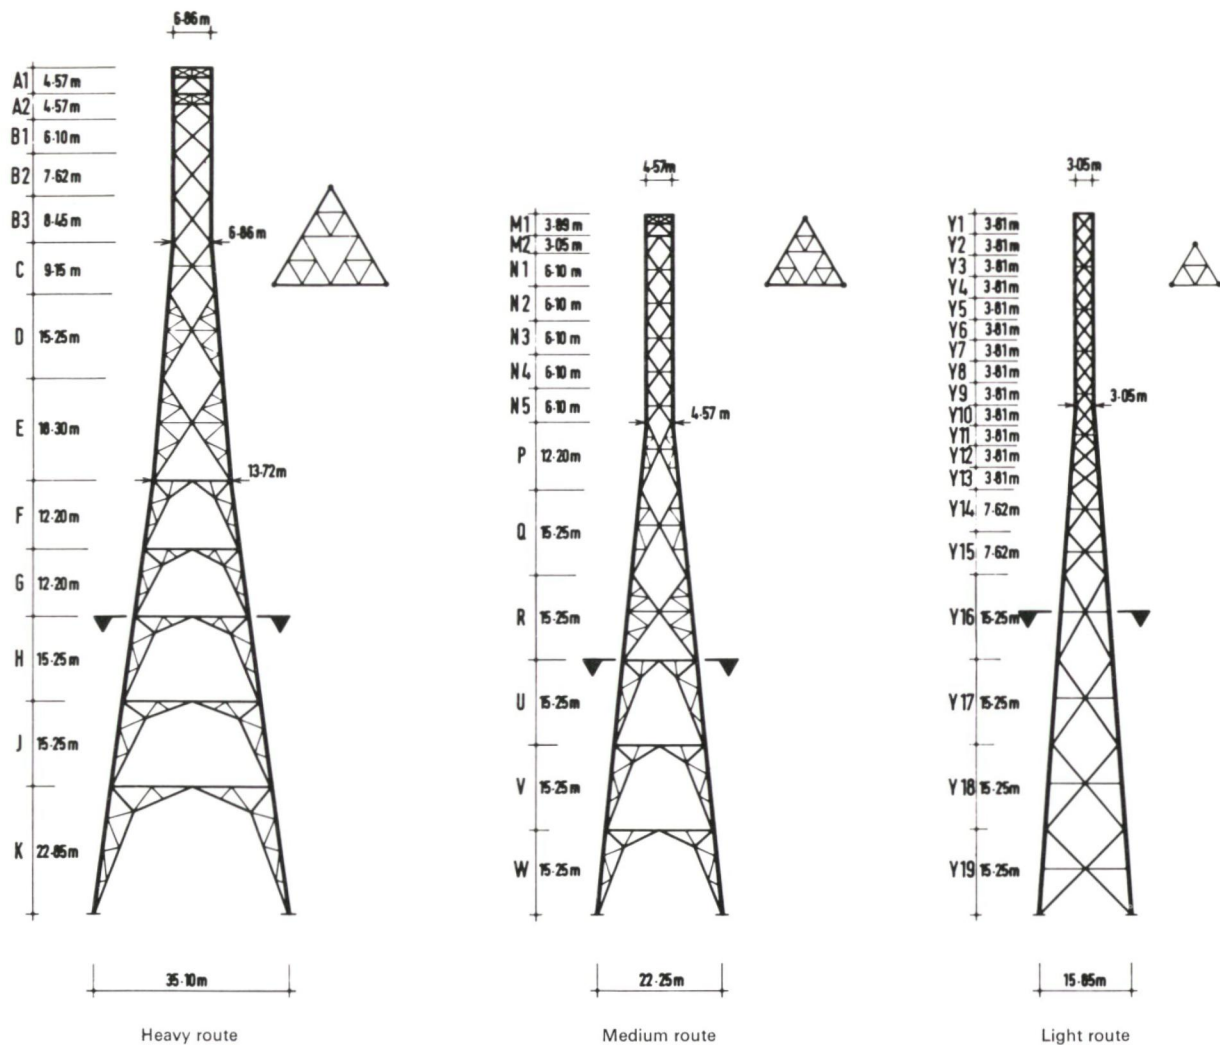 6·86m
A1 4·57m
A2 4·57m
B1 6·10m
B2 7·62m
B3 8·45m
6·86m
C 9·15m
D 15·25m
E 18·30m
13·72m
F 12·20m
G 12·20m
H 15·25m
J 15·25m
K 22·85m
35·10m
Heavy route
4·57m
M1 3·89m
M2 3·05m
N1 6·10m
N2 6·10m
N3 6·10m
N4 6·10m
N5 6·10m
4·57m
P 12·20m
Q 15·25m
R 15·25m
U 15·25m
V 15·25m
W 15·25m
22·25m
Medium route
3·05m
Y1 3·81m
Y2 3·81m
Y3 3·81m
Y4 3·81m
Y5 3·81m
Y6 3·81m
Y7 3·81m
Y8 3·81m
Y9 3·81m
3·05m
Y10 3·81m
Y11 3·81m
Y12 3·81m
Y13 3·81m
Y14 7·62m
Y15 7·62m
Y16 15·25m
Y17 15·25m
Y18 15·25m
Y19 15·25m
15·85m
Light route